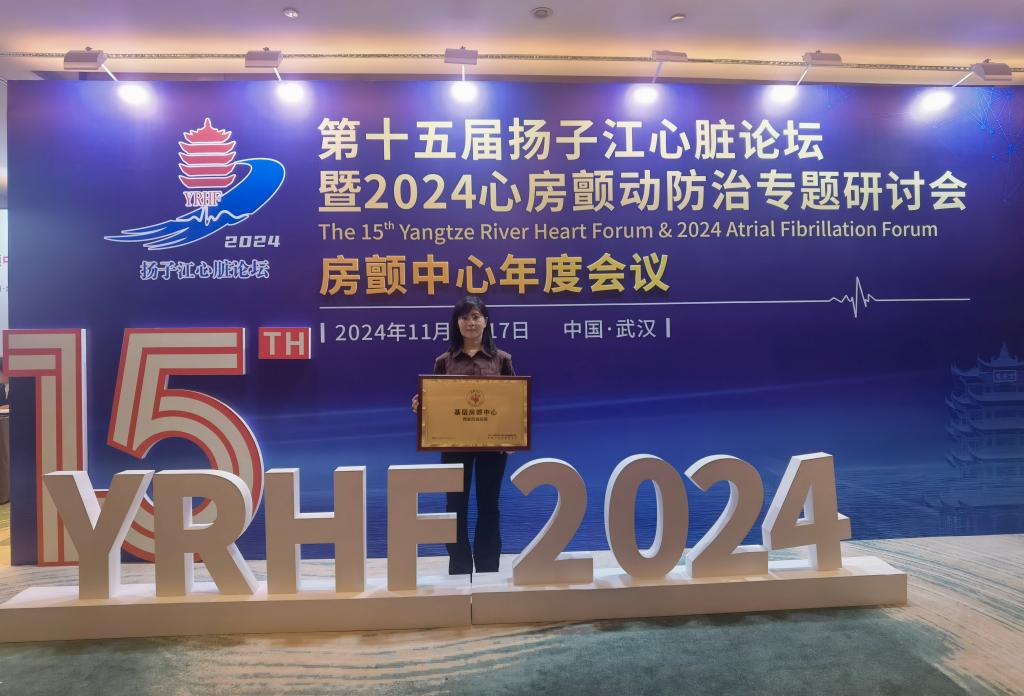 第十五届扬子江心脏论坛
暨2024心房颤动防治专题研讨会
The 15th Yangtze River Heart Forum & 2024 Atrial Fibrillation Forum
房颤中心年度会议
2024年11月 17日 中国·武汉
YRHF
2024
扬子江心脏论坛
15TH
基层房颤中心
YRHF 2024